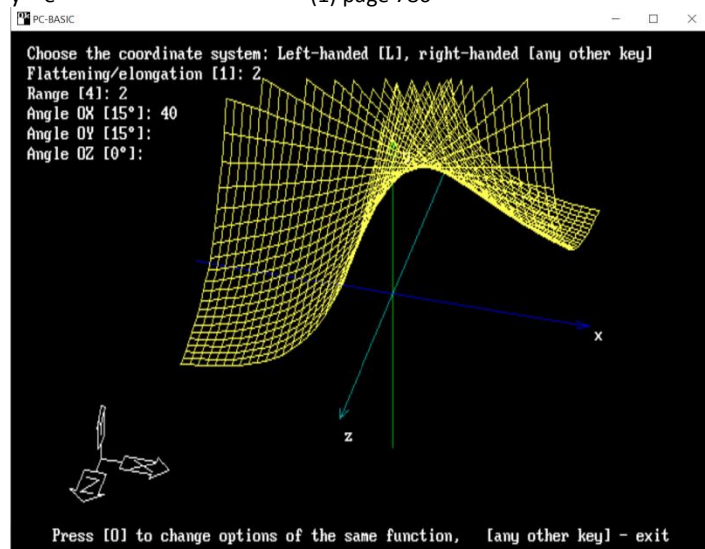 (1) page 786
PC-BASIC
Choose the coordinate system: Left-handed [L], right-handed [any other key]
Flattening/elongation [1]: 2
Range [4]: 2
Angle OX [15°]: 40
Angle OY [15°]:
Angle OZ [0°]:
x
z
X
Z
Press [O] to change options of the same function, [any other key] - exit